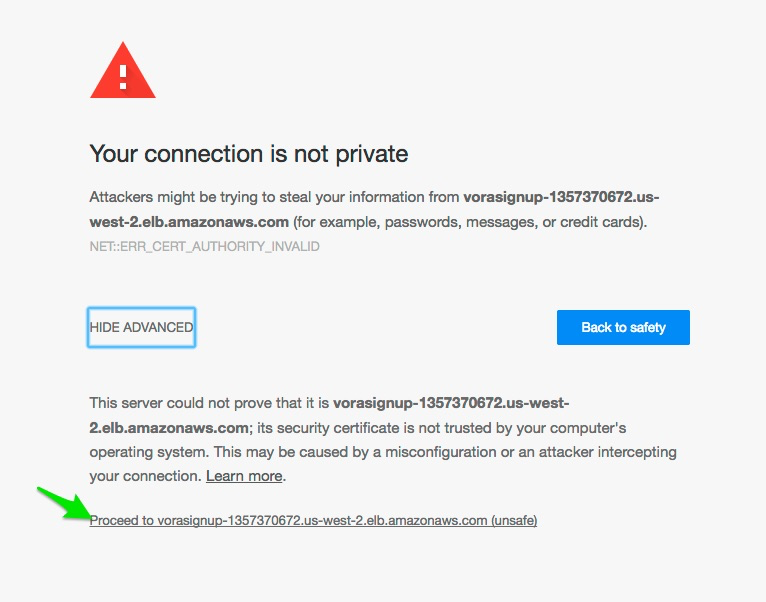 Your connection is not private
Attackers might be trying to steal your information from vorasignup-1357370672.us-
west-2.elb.amazonaws.com (for example, passwords, messages, or credit cards).
NET::ERR_CERT_AUTHORITY_INVALID
HIDE ADVANCED
Back to safety
This server could not prove that it is vorasignup-1357370672.us-west-
2.elb.amazonaws.com; its security certificate is not trusted by your computer's
operating system. This may be caused by a misconfiguration or an attacker intercepting
your connection. Learn more.
Proceed to vorasignup-1357370672.us-west-2.elb.amazonaws.com (unsafe)